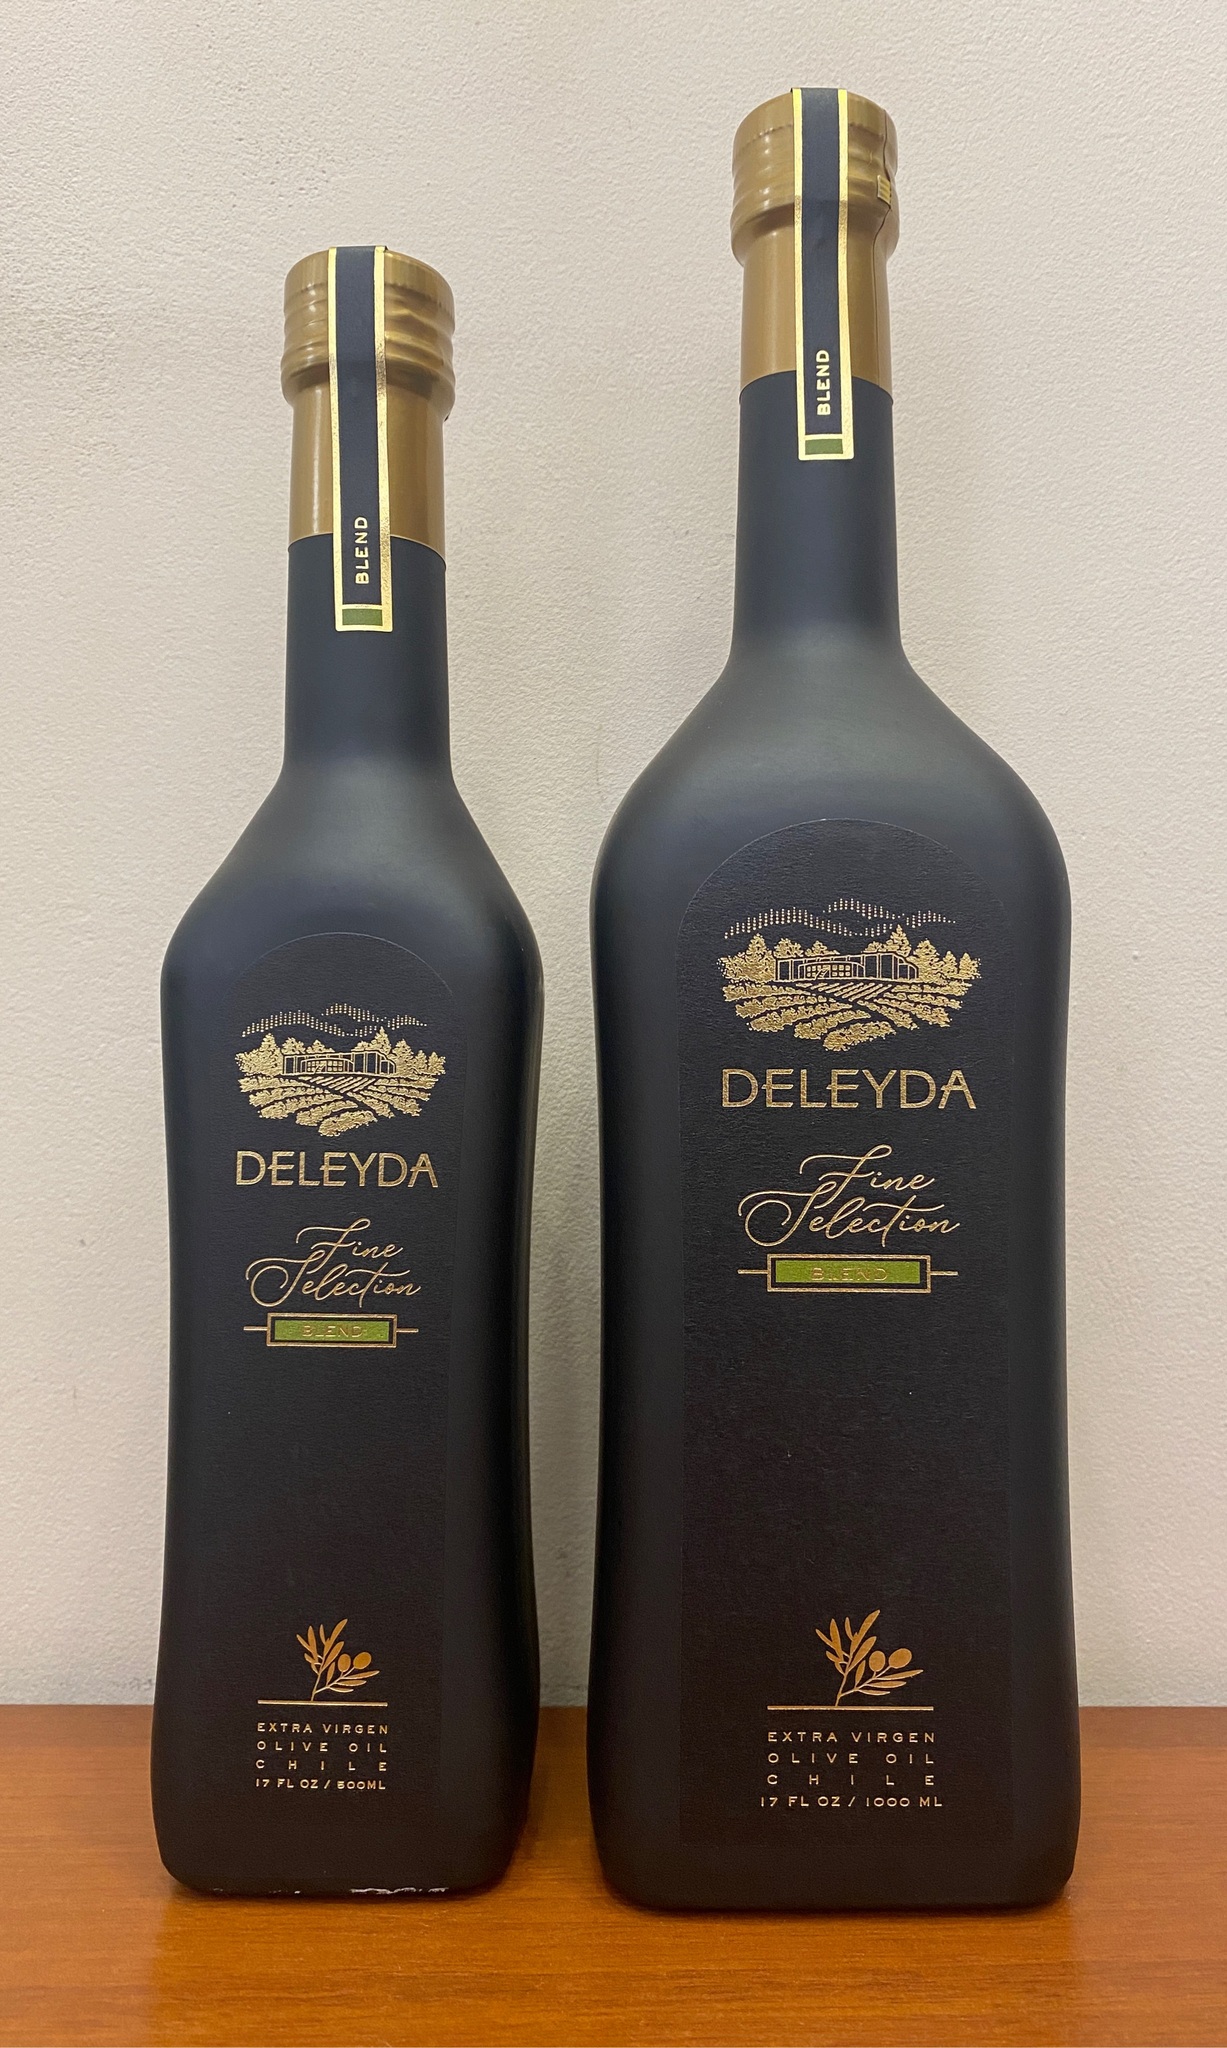 BLEND
DELEYDA
Fine
Selection
BLEND
EXTRA VIRGEN
OLIVE OIL
CHILE
17 FL OZ / 500ML
BLEND
DELEYDA
Fine
Selection
BLEND
EXTRA VIRGEN
OLIVE OIL
CHILE
17 FL OZ / 1000 ML